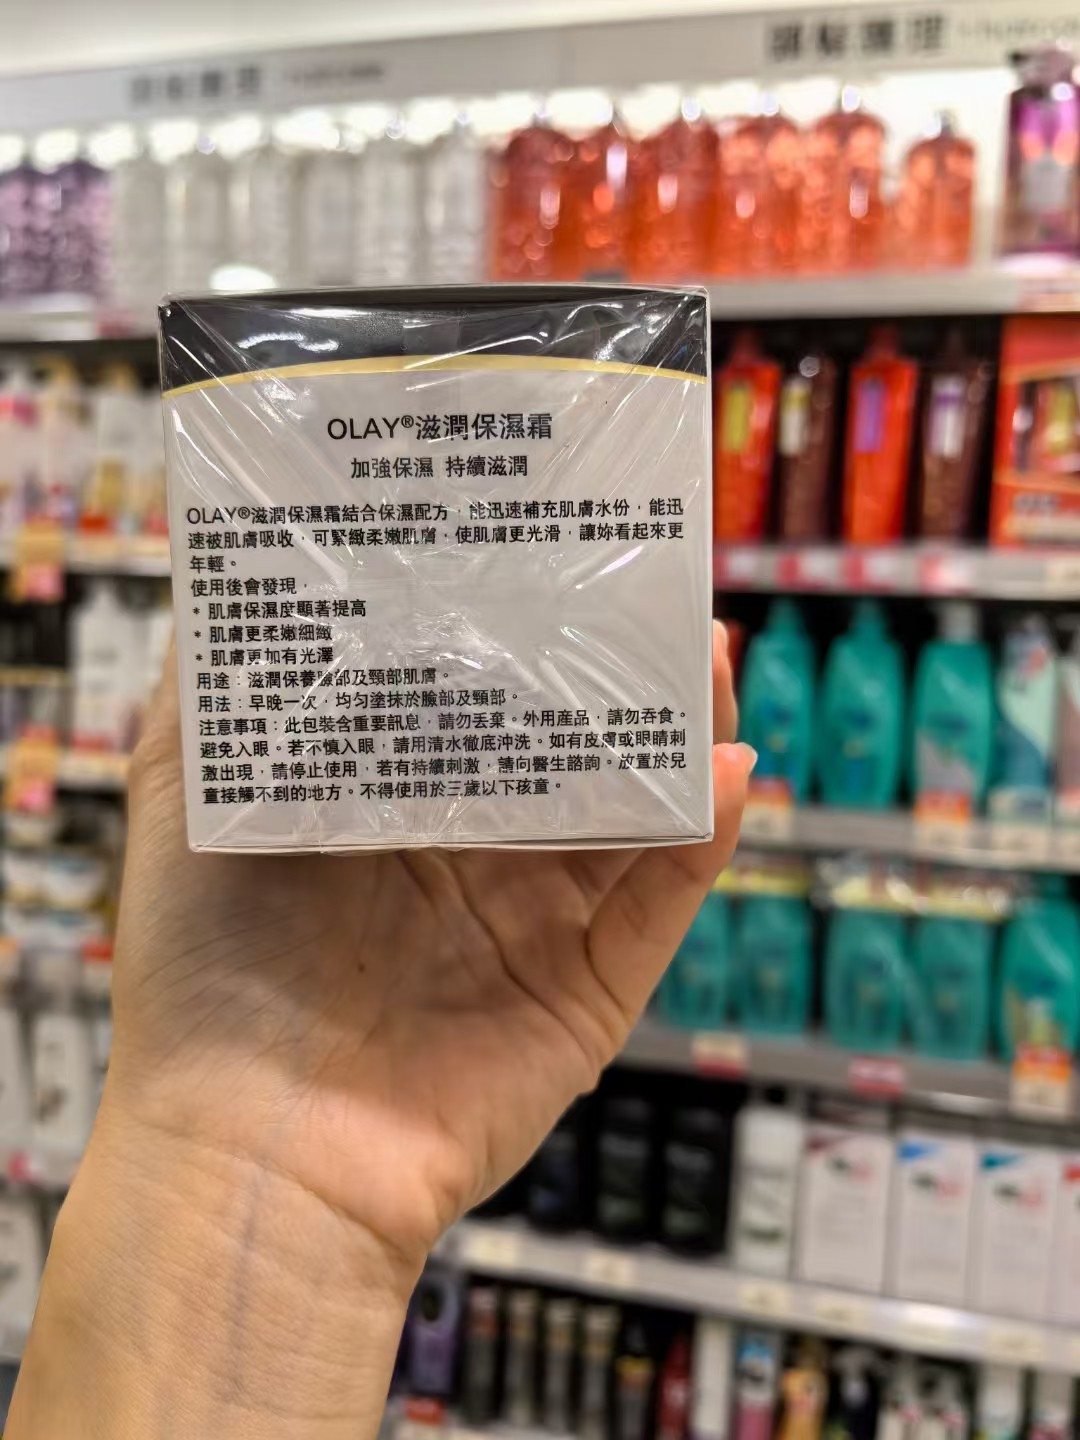 頭髮護理
OLAY®滋潤保濕霜
加強保濕 持續滋潤
OLAY®滋潤保濕霜結合保濕配方，能迅速補充肌膚水份，能迅
速被肌膚吸收，可緊緻柔嫩肌膚，使肌膚更光滑，讓妳看起來更
年輕。
使用後會發現，
* 肌膚保濕度顯著提高
* 肌膚更柔嫩細緻
* 肌膚更加有光澤
用途：滋潤保養臉部及頸部肌膚。
用法：早晚一次，均勻塗抹於臉部及頸部。
注意事項：此包裝含重要訊息，請勿丟棄。外用產品，請勿吞食。
避免入眼。若不慎入眼，請用清水徹底沖洗。如有皮膚或眼睛刺
激出現，請停止使用，若有持續刺激，請向醫生諮詢。放置於兒
童接觸不到的地方。不得使用於三歲以下孩童。